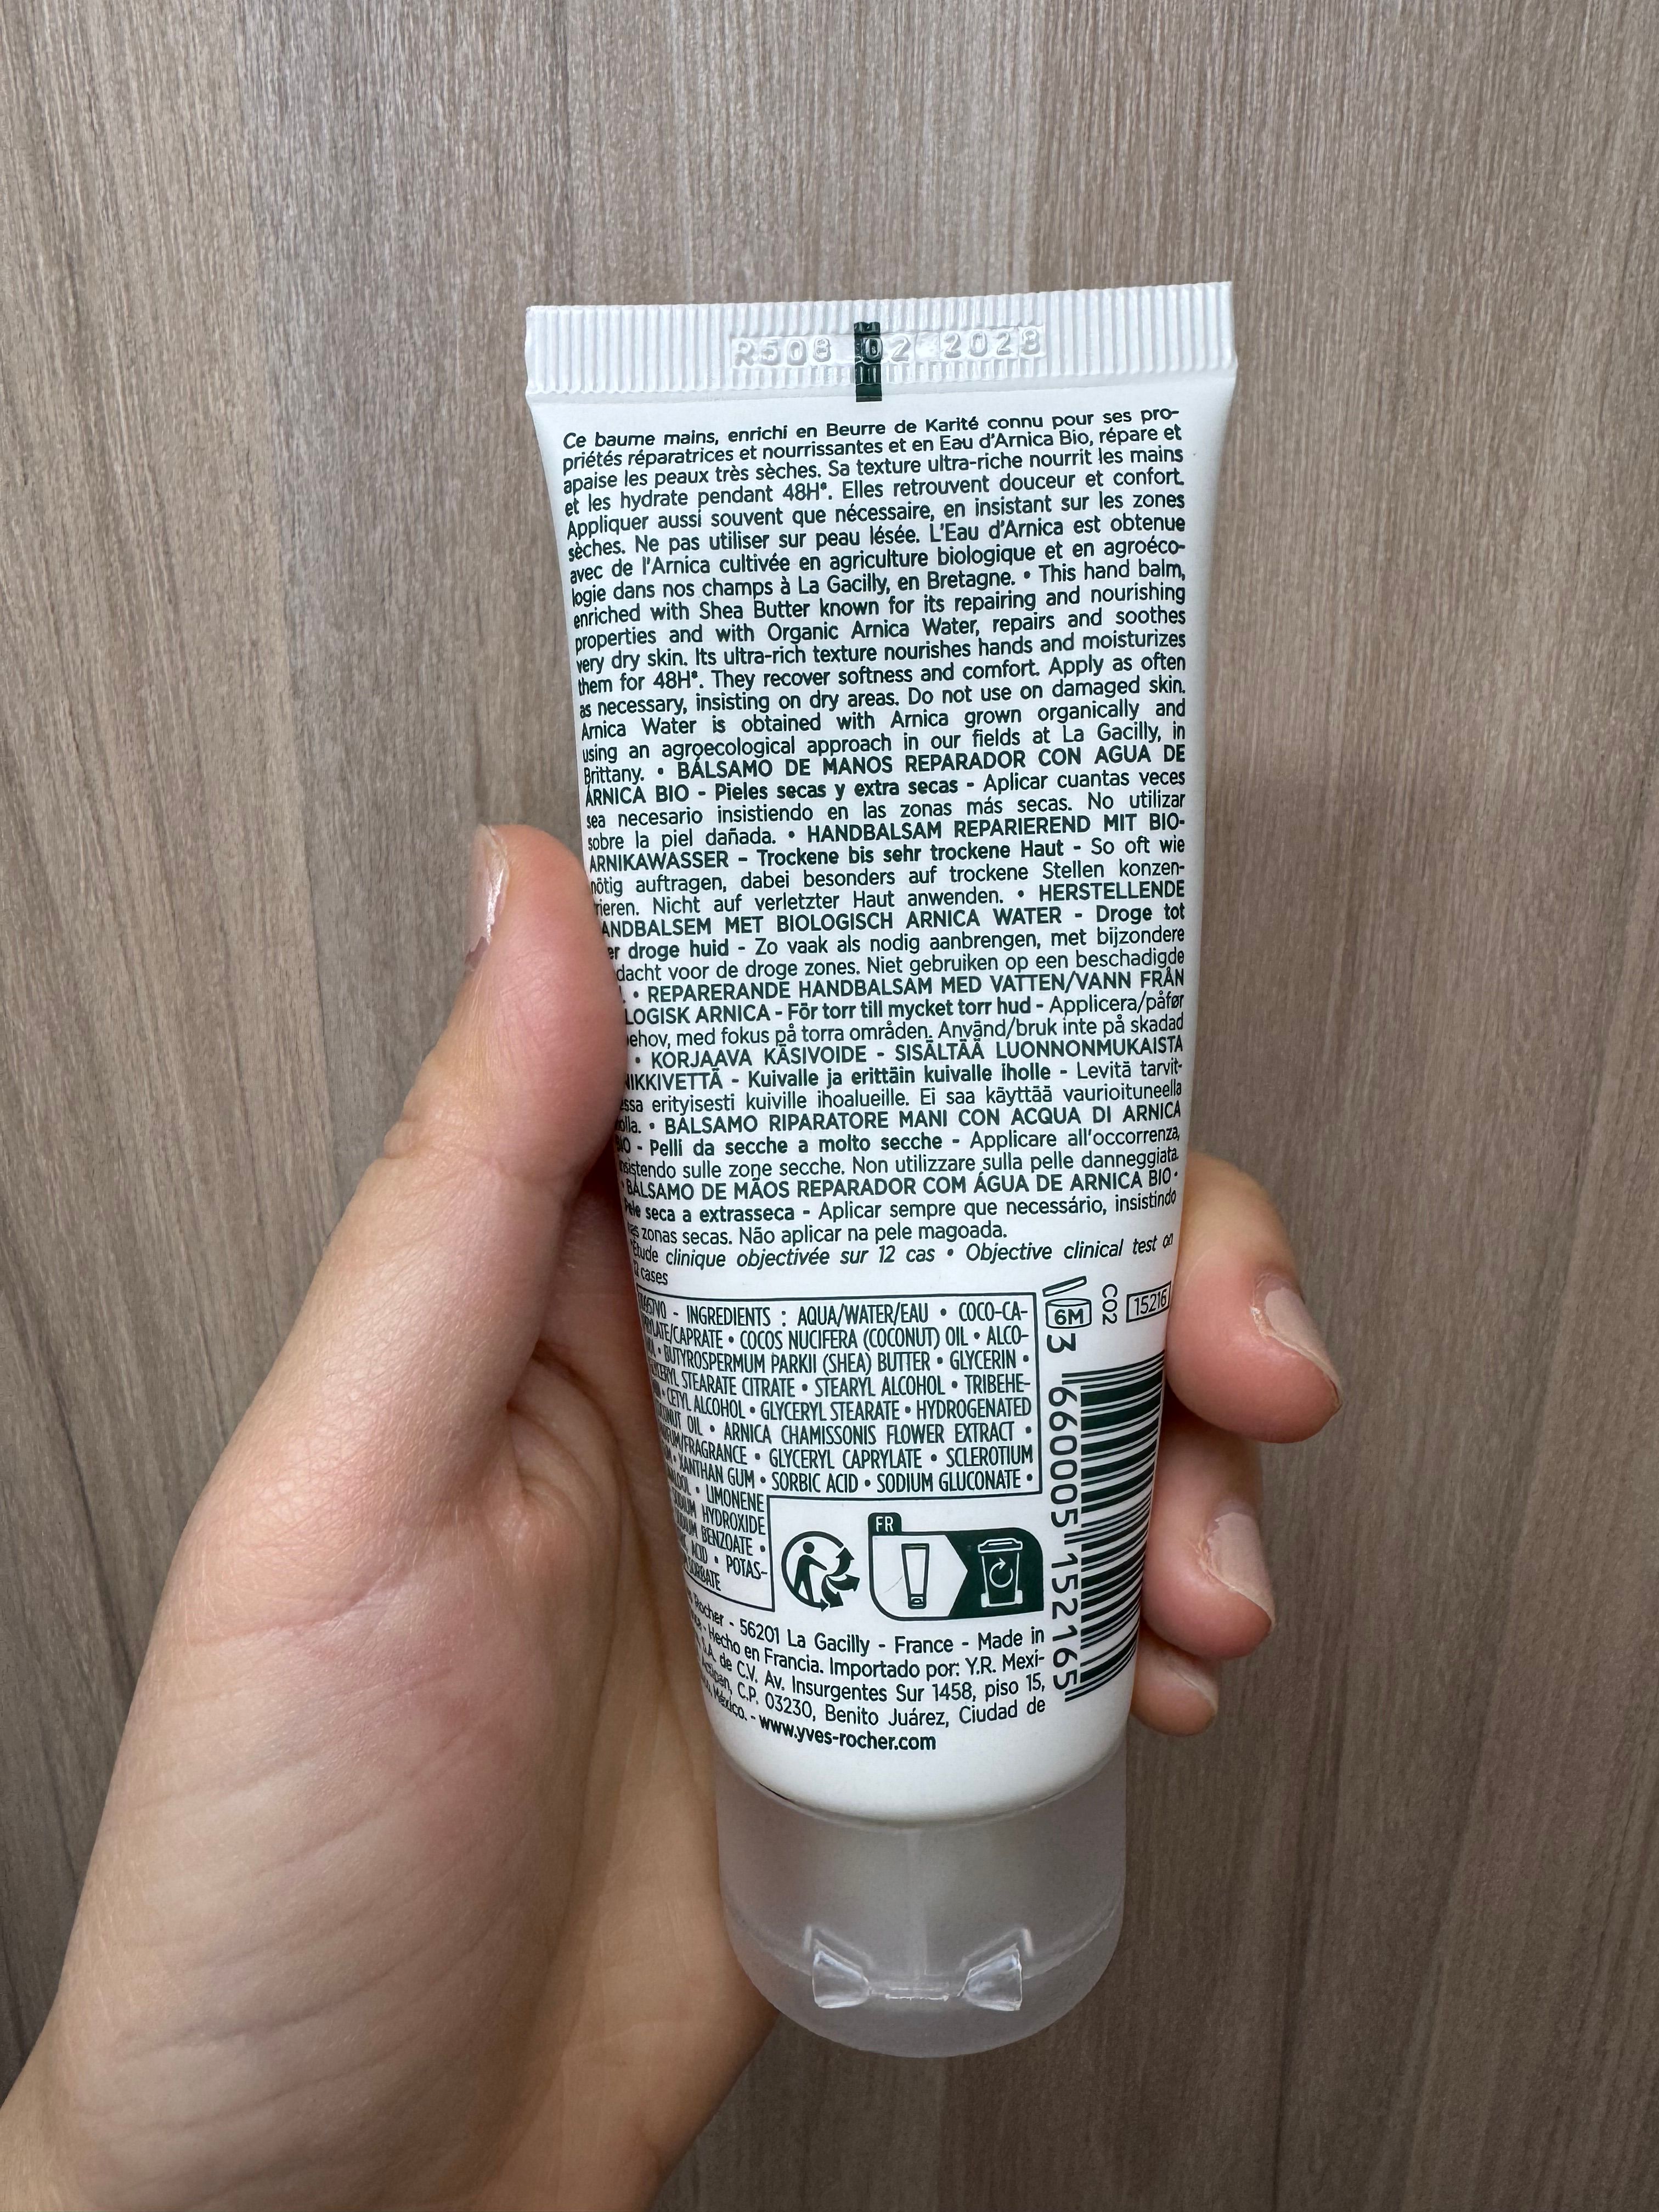 R508 02 2028
Ce baume mains, enrichi en Beurre de Karité connu pour ses pro-
priétés réparatrices et nourrissantes et en Eau d'Arnica Bio, répare et
apaise les peaux très sèches. Sa texture ultra-riche nourrit les mains
et les hydrate pendant 48H*. Elles retrouvent douceur et confort.
Appliquer aussi souvent que nécessaire, en insistant sur les zones
sèches. Ne pas utiliser sur peau lésée. L'Eau d'Arnica est obtenue
avec de l'Arnica cultivée en agriculture biologique et en agroéco-
logie dans nos champs à La Gacilly, en Bretagne. • This hand balm,
enriched with Shea Butter known for its repairing and nourishing
properties and with Organic Arnica Water, repairs and soothes
very dry skin. Its ultra-rich texture nourishes hands and moisturizes
them for 48H*. They recover softness and comfort. Apply as often
as necessary, insisting on dry areas. Do not use on damaged skin.
Arnica Water is obtained with Arnica grown organically and
using an agroecological approach in our fields at La Gacilly, in
Brittany. • BÁLSAMO DE MANOS REPARADOR CON AGUA DE
ÁRNICA BIO - Pieles secas y extra secas - Aplicar cuantas veces
sea necesario insistiendo en las zonas más secas. No utilizar
sobre la piel dañada. • HANDBALSAM REPARIEREND MIT BIO-
ARNIKAWASSER – Trockene bis sehr trockene Haut - So oft wie
nötig auftragen, dabei besonders auf trockene Stellen konzen-
trieren. Nicht auf verletzter Haut anwenden. • HERSTELLENDE
ANDBALSEM MET BIOLOGISCH ARNICA WATER - Droge tot
er droge huid - Zo vaak als nodig aanbrengen, met bijzondere
dacht voor de droge zones. Niet gebruiken op een beschadigde
• REPARERANDE HANDBALSAM MED VATTEN/VANN FRÅN
LOGISK ARNICA - För torr till mycket torr hud - Applicera/påfør
ehov, med fokus på torra områden. Använd/bruk inte på skadad
• KORJAAVA KÄSIVOIDE - SISÄLTÄÄ LUONNONMUKAISTA
NIKKIVETTÄ - Kuivalle ja erittäin kuivalle iholle - Levitä tarvit-
essa erityisesti kuiville ihoalueille. Ei saa käyttää vaurioituneella
olla. • BALSAMO RIPARATORE MANI CON ACQUA DI ARNICA
BIO - Pelli da secche a molto secche - Applicare all'occorrenza,
insistendo sulle zone secche. Non utilizzare sulla pelle danneggiata.
• BÁLSAMO DE MÃOS REPARADOR COM ÁGUA DE ARNICA BIO -
Pele seca a extrasseca - Aplicar sempre que necessário, insistindo
nas zonas secas. Não aplicar na pele magoada.
*Étude clinique objectivée sur 12 cas • Objective clinical test on
12 cases
- INGREDIENTS : AQUA/WATER/EAU • COCO-CA-
PRYLATE/CAPRATE • COCOS NUCIFERA (COCONUT) OIL • ALCO-
• BUTYROSPERMUM PARKII (SHEA) BUTTER • GLYCERIN •
GLYCERYL STEARATE CITRATE • STEARYL ALCOHOL • TRIBEHE-
• CETYL ALCOHOL • GLYCERYL STEARATE • HYDROGENATED
COCONUT OIL • ARNICA CHAMISSONIS FLOWER EXTRACT •
PARFUM/FRAGRANCE • GLYCERYL CAPRYLATE • SCLEROTIUM
• XANTHAN GUM • SORBIC ACID • SODIUM GLUCONATE •
• LIMONENE
SODIUM HYDROXIDE
SODIUM BENZOATE •
ACID • POTAS-
SORBATE
6M
CO2
15216
3 660005 152165
FR
Rocher - 56201 La Gacilly - France - Made in
- Hecho en Francia. Importado por: Y.R. Mexi-
S.A. de C.V. Av. Insurgentes Sur 1458, piso 15,
Actipan, C.P. 03230, Benito Juárez, Ciudad de
México. - www.yves-rocher.com